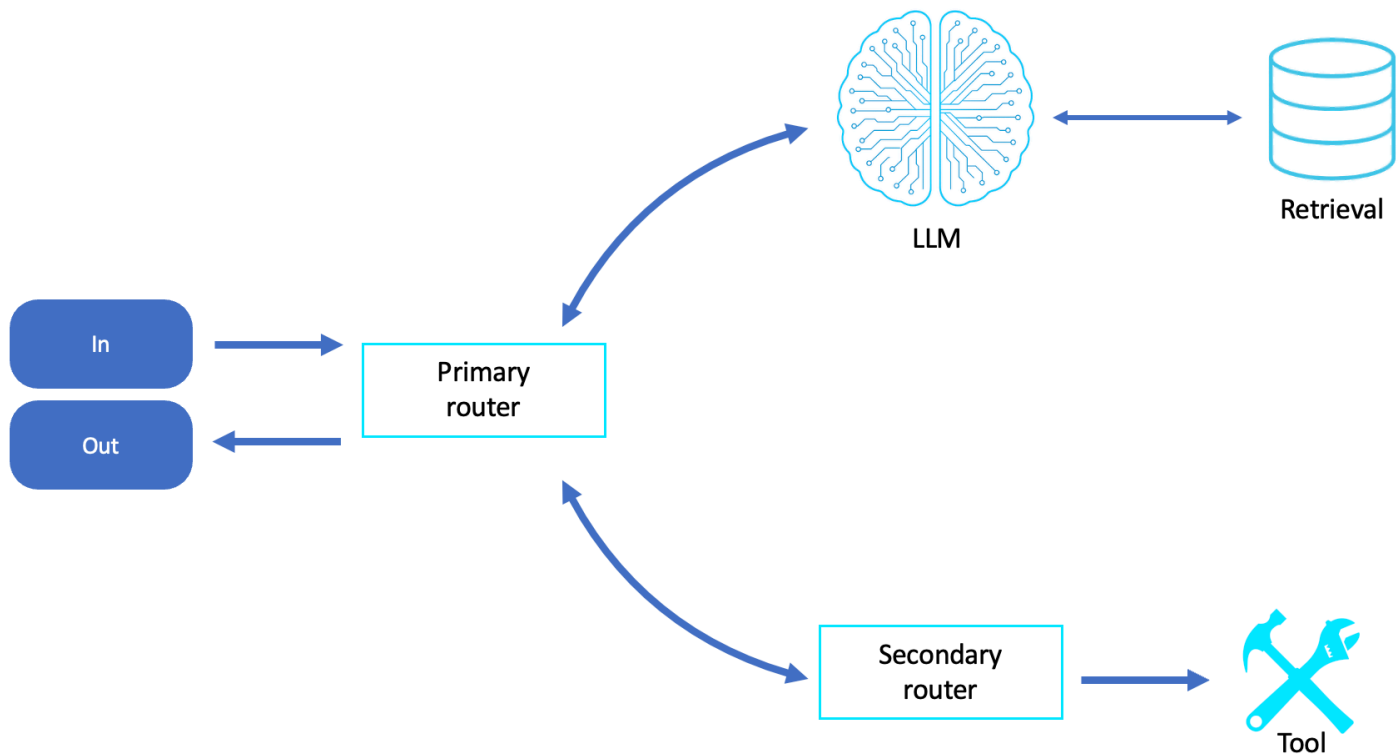 LLM
Retrieval
In
Primary
router
Out
Secondary
router
Tool